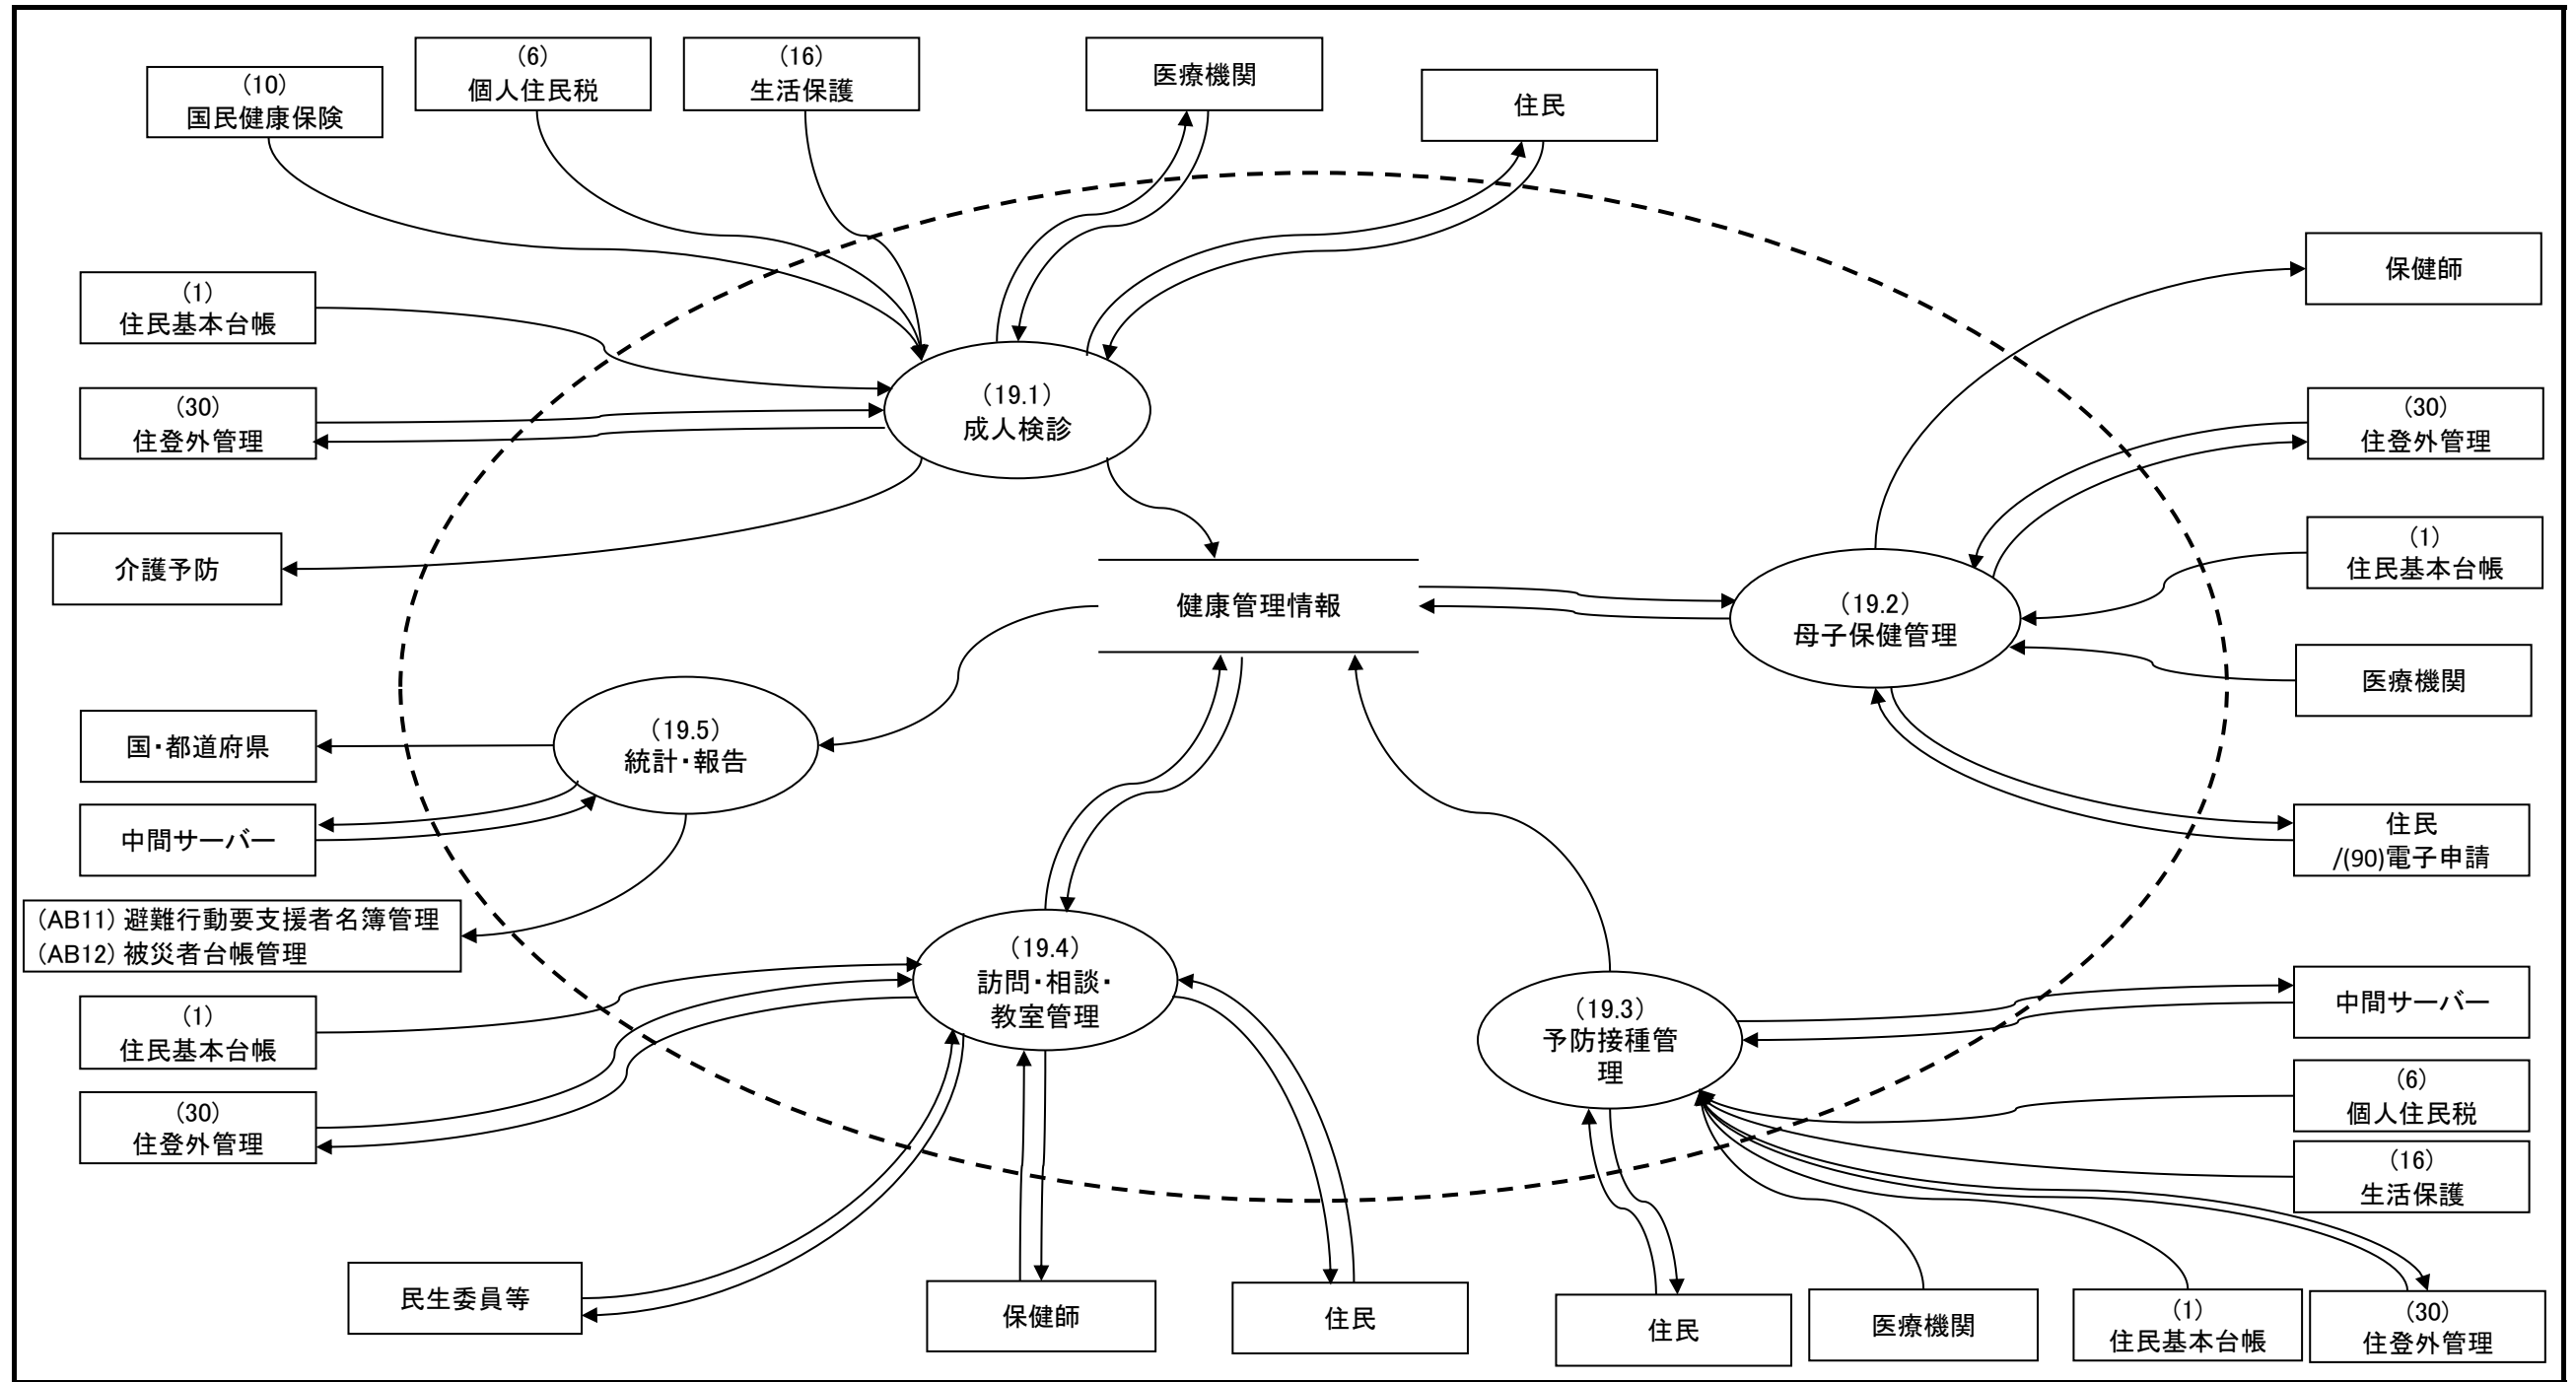 （10）
国民健康保険
（6）
個人住民税
（16）
生活保護
医療機関
住民
（1）
住民基本台帳
（30）
住登外管理
介護予防
（19.1）
成人検診
保健師
（30）
住登外管理
（1）
住民基本台帳
医療機関
住民
/(90)電子申請
健康管理情報
（19.2）
母子保健管理
（19.5）
統計・報告
国・都道府県
中間サーバー
（AB11）避難行動要支援者名簿管理
（AB12）被災者台帳管理
（1）
住民基本台帳
（30）
住登外管理
（19.4）
訪問・相談・
教室管理
（19.3）
予防接種管
理
中間サーバー
（6）
個人住民税
（16）
生活保護
民生委員等
保健師
住民
住民
医療機関
（1）
住民基本台帳
（30）
住登外管理